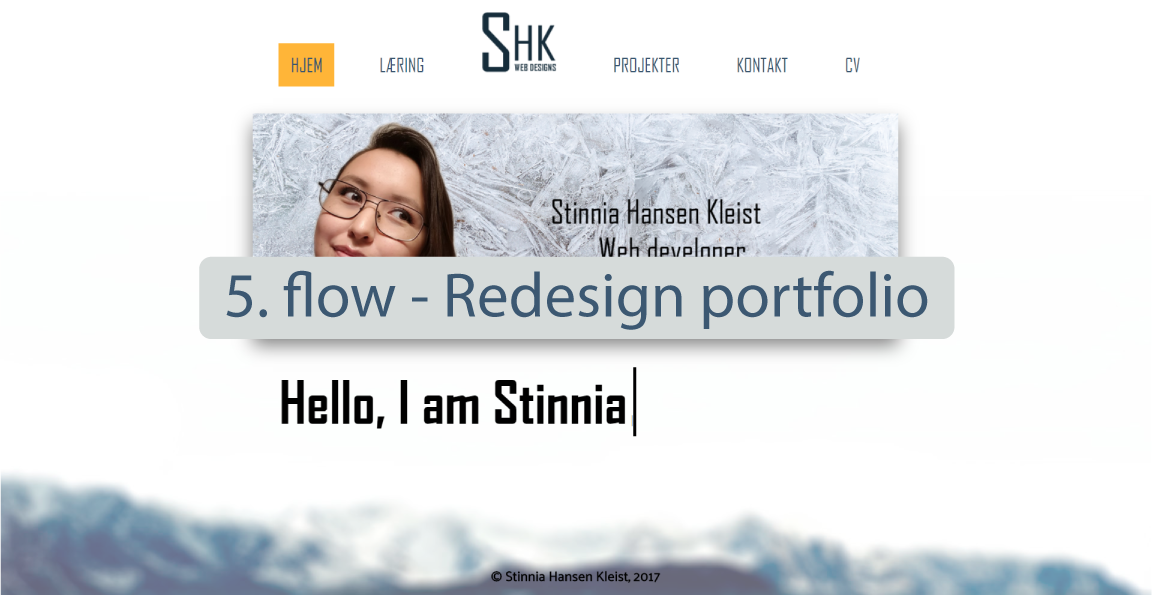 HJEM LÆRING SHK PROJEKTER KONTAKT CV
WEB DESIGNS
Stinnia Hansen Kleist
Web developer
5. flow - Redesign portfolio
Hello, I am Stinnia
© Stinnia Hansen Kleist, 2017